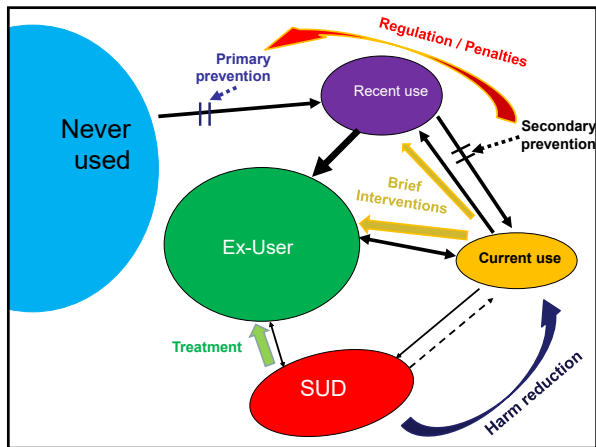 Regulation / Penalties
Primary
prevention
Recent use
Never
used
Secondary
prevention
Brief
Interventions
Ex-User
Current use
Treatment
SUD
Harm reduction